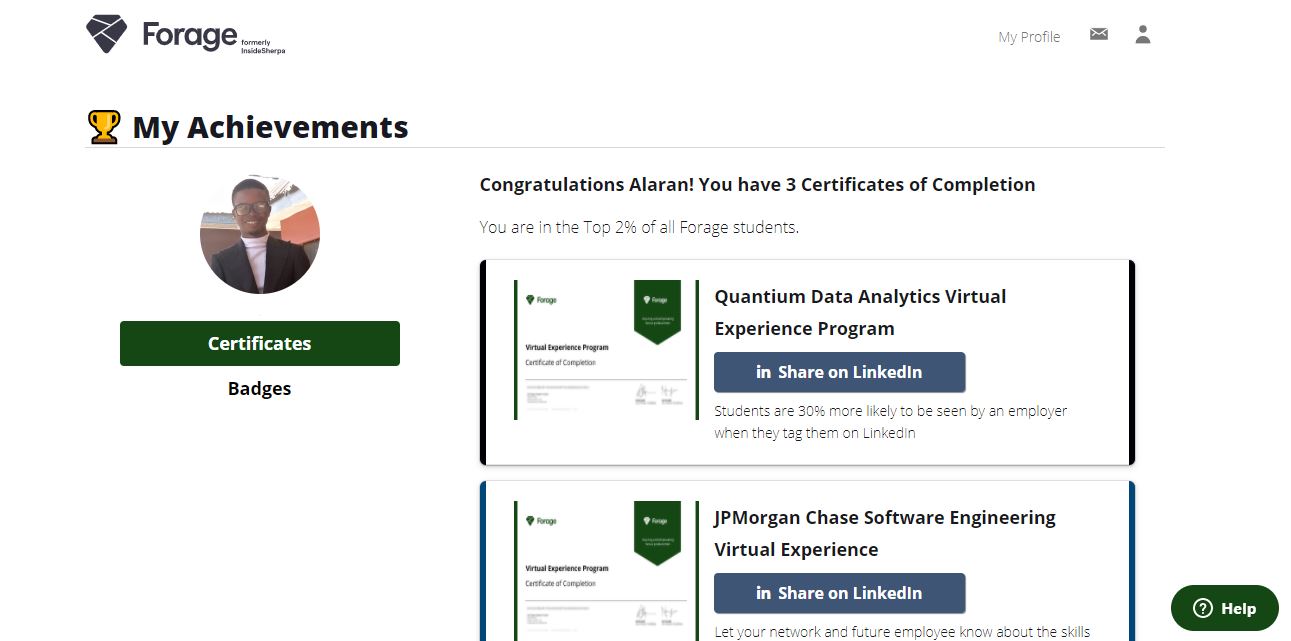 Forage formerly InsideSherpa
My Profile
My Achievements
Congratulations Alaran! You have 3 Certificates of Completion
You are in the Top 2% of all Forage students.
Certificates
Badges
Forage
Forage
Virtual Experience Program
Certificate of Completion
Quantium Data Analytics Virtual
Experience Program
in Share on LinkedIn
Students are 30% more likely to be seen by an employer
when they tag them on LinkedIn
Forage
Forage
Virtual Experience Program
Certificate of Completion
JPMorgan Chase Software Engineering
Virtual Experience
in Share on LinkedIn
Let your network and future employee know about the skills
Help